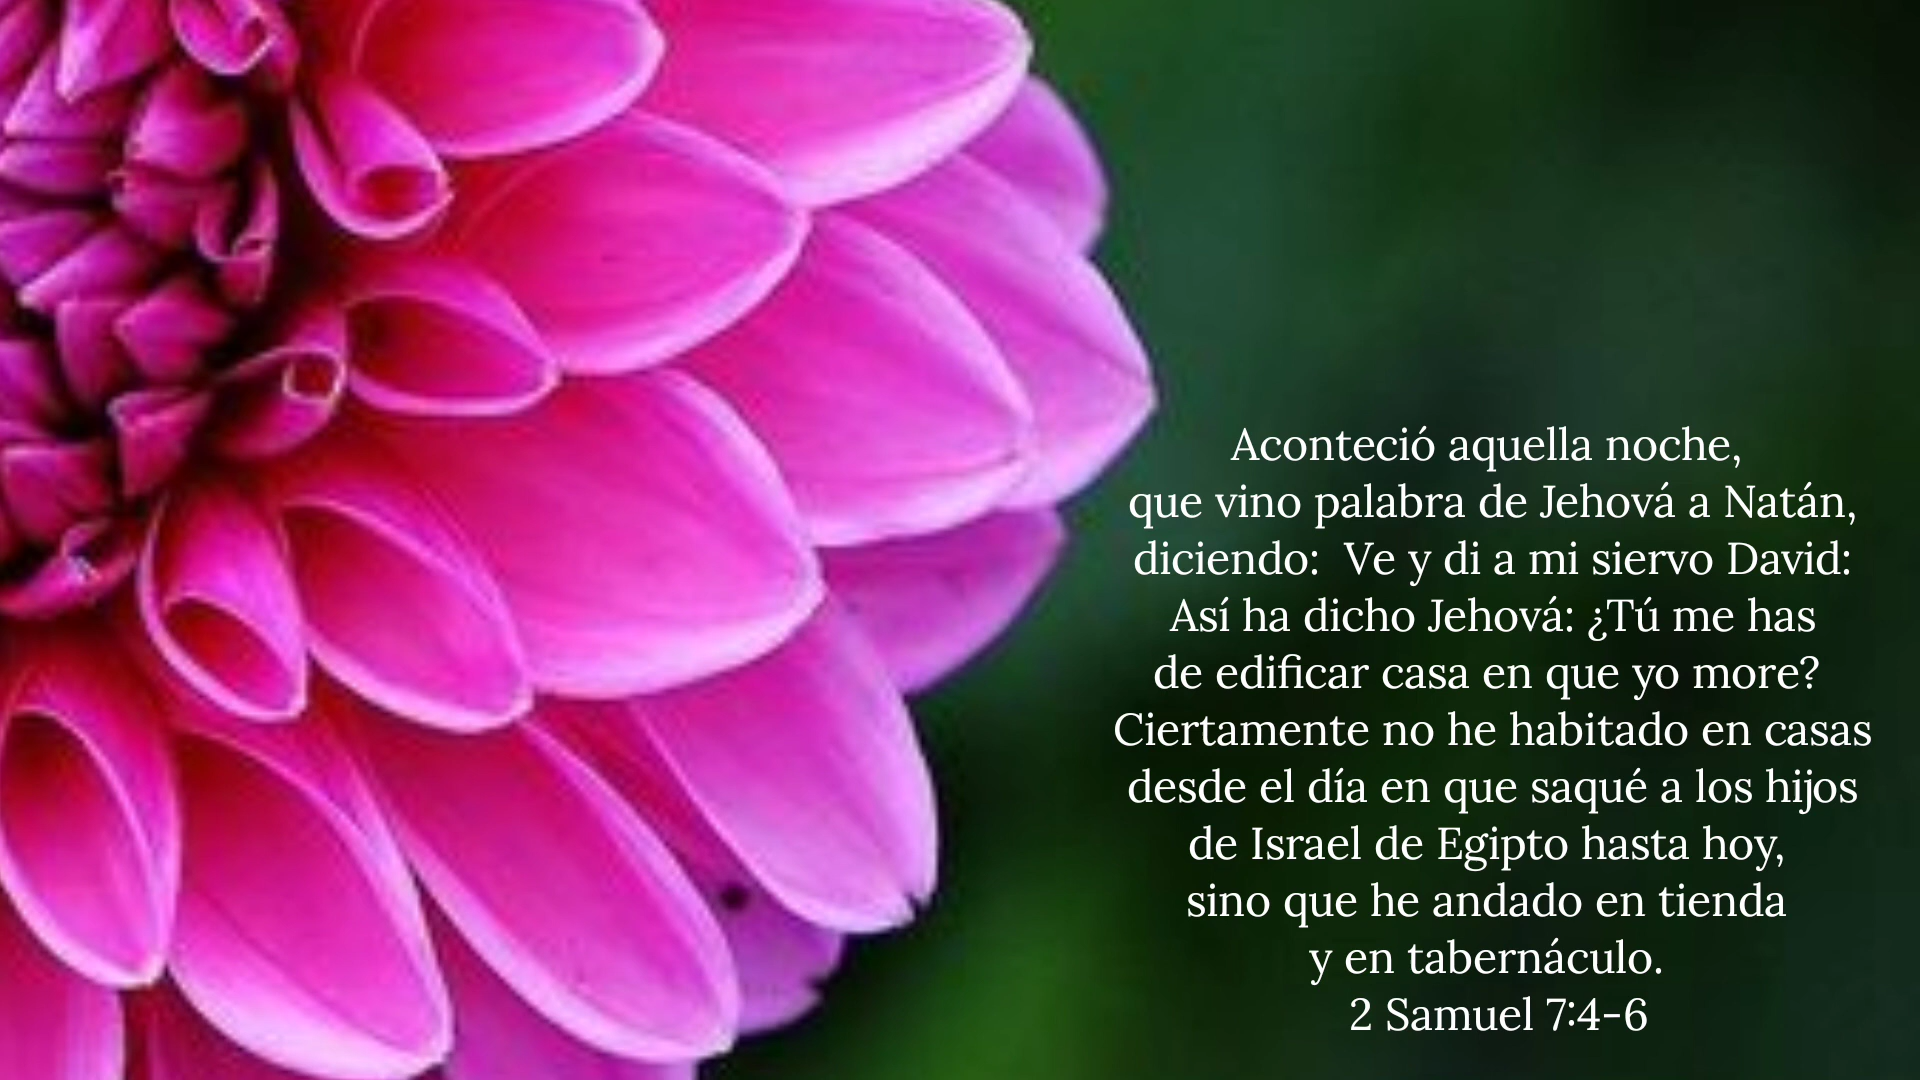 Aconteció aquella noche,
que vino palabra de Jehová a Natán,
diciendo:  Ve y di a mi siervo David:
Así ha dicho Jehová: ¿Tú me has
de edificar casa en que yo more?
Ciertamente no he habitado en casas
desde el día en que saqué a los hijos
de Israel de Egipto hasta hoy,
sino que he andado en tienda
y en tabernáculo.
2 Samuel 7:4-6